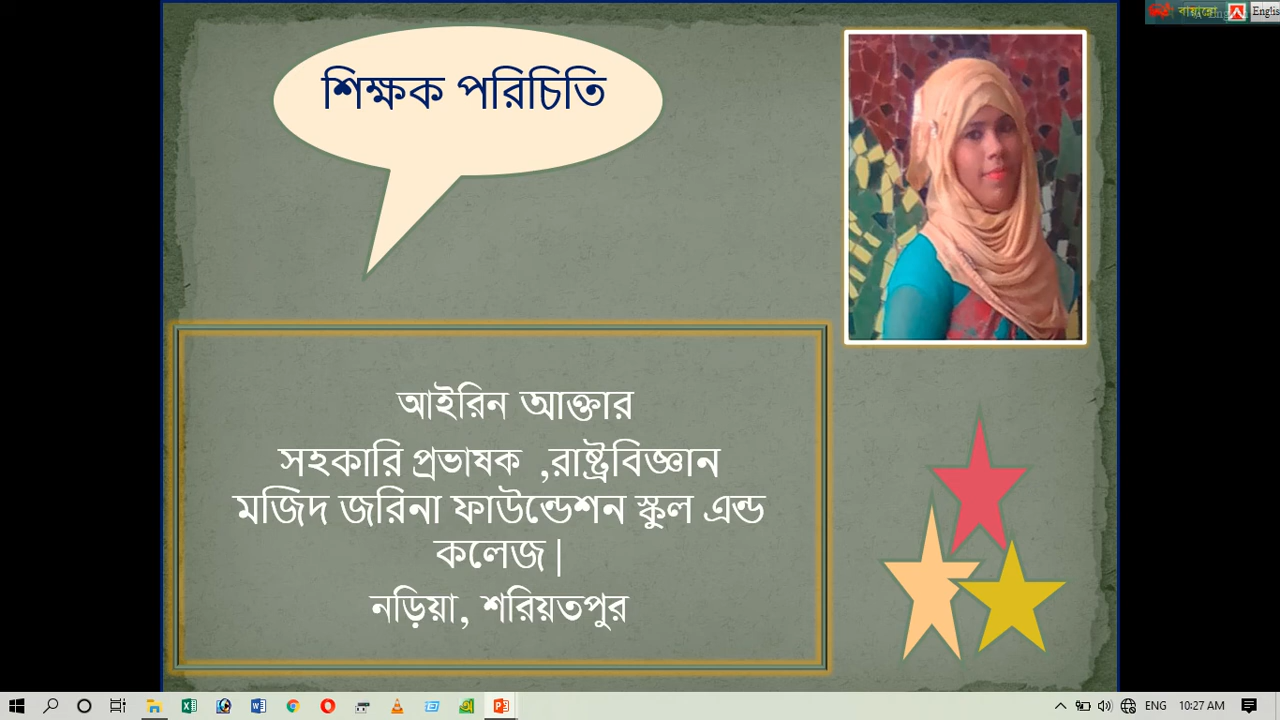 শিক্ষক পরিচিতি
আইরিন আক্তার
সহকারি প্রভাষক ,রাষ্ট্রবিজ্ঞান
মজিদ জরিনা ফাউন্ডেশন স্কুল এন্ড
কলেজ|
নড়িয়া, শরিয়তপুর
বায়ান্নো
Englis
ENG
10:27 AM